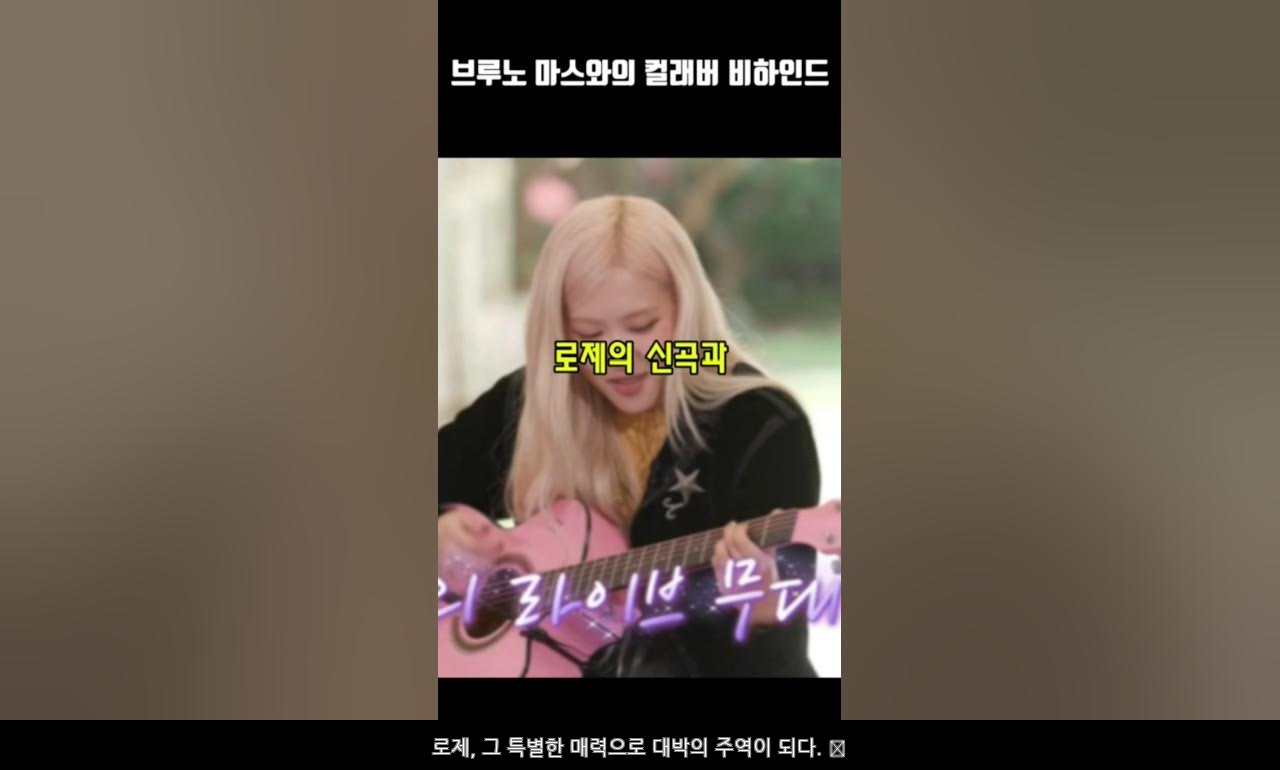 브루노 마스와의 컬래버 비하인드
로제의 신곡과
의 라이브 무대
로제, 그 특별한 매력으로 대박의 주역이 되다.